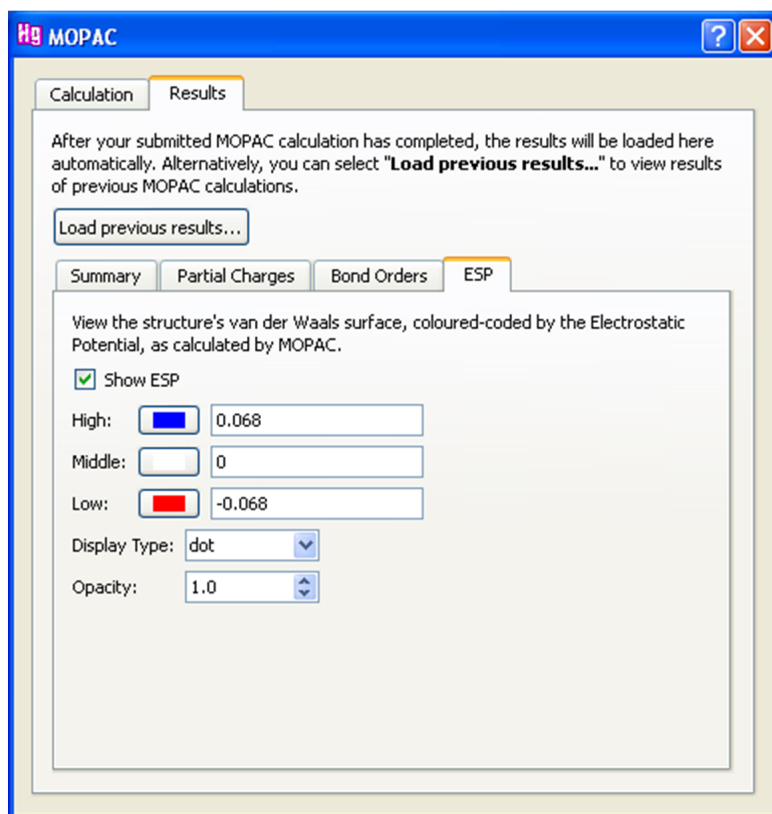 Hg MOPAC
Calculation Results
After your submitted MOPAC calculation has completed, the results will be loaded here
automatically. Alternatively, you can select "Load previous results..." to view results
of previous MOPAC calculations.
Load previous results...
Summary Partial Charges Bond Orders ESP
View the structure's van der Waals surface, coloured-coded by the Electrostatic
Potential, as calculated by MOPAC.
Show ESP
High: 0.068
Middle: 0
Low: -0.068
Display Type: dot
Opacity: 1.0